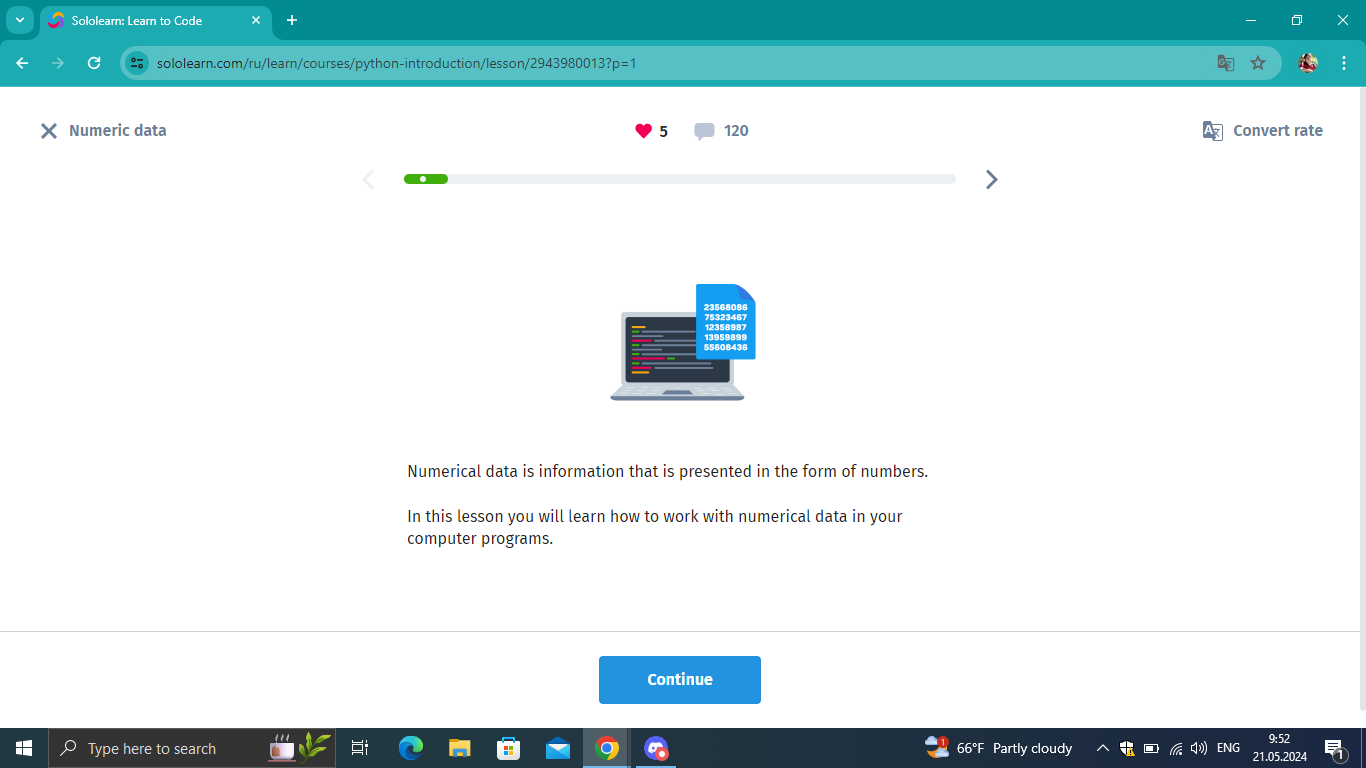 Sololearn: Learn to Code
sololearn.com/ru/learn/courses/python-introduction/lesson/2943980013?p=1
Numeric data
5
120
Convert rate
23568086
75323467
12358987
13959899
55608436
Numerical data is information that is presented in the form of numbers.
In this lesson you will learn how to work with numerical data in your
computer programs.
Continue
Type here to search
1
66°F Partly cloudy
ENG
9:52
21.05.2024
1